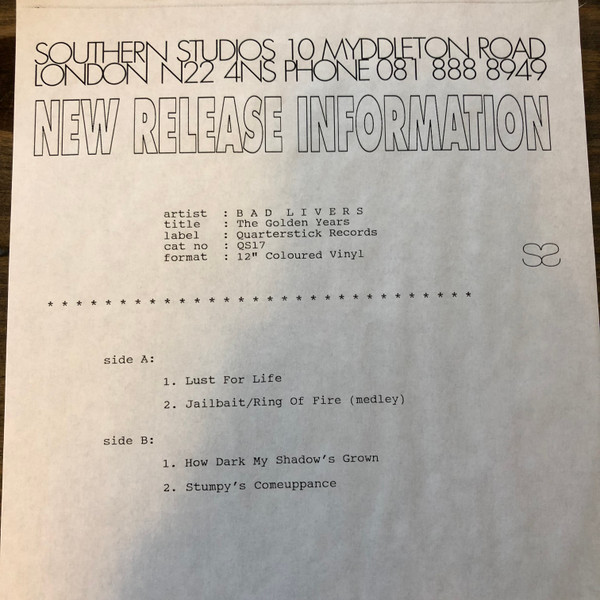 SOUTHERN STUDIOS 10 MYDDLETON ROAD
LONDON N22 4NS PHONE 081 888 8949
NEW RELEASE INFORMATION
artist : B A D L I V E R S
title : The Golden Years
label : Quarterstick Records
cat no : QS17
format : 12" Coloured Vinyl
SS
* * * * * * * * * * * * * * * * * * * * * * * * * * * * *
side A:
1. Lust For Life
2. Jailbait/Ring Of Fire (medley)
side B:
1. How Dark My Shadow's Grown
2. Stumpy's Comeuppance